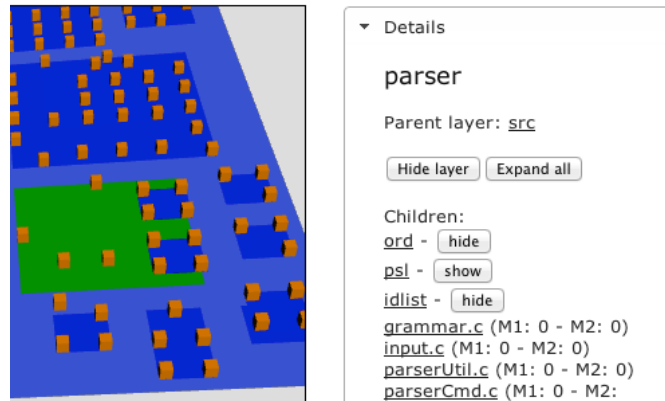 Details
parser
Parent layer: src
Hide layer Expand all
Children:
ord - hide
psl - show
idlist - hide
grammar.c (M1: 0 - M2: 0)
input.c (M1: 0 - M2: 0)
parserUtil.c (M1: 0 - M2: 0)
parserCmd.c (M1: 0 - M2: